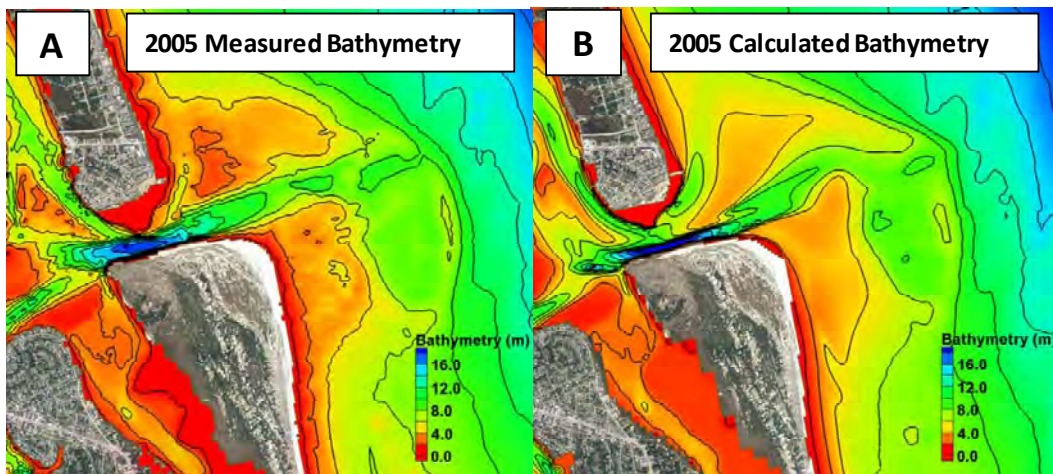 A
2005 Measured Bathymetry
Bathymetry (m)
16.0
12.0
8.0
4.0
0.0
B
2005 Calculated Bathymetry
Bathymetry (m)
16.0
12.0
8.0
4.0
0.0